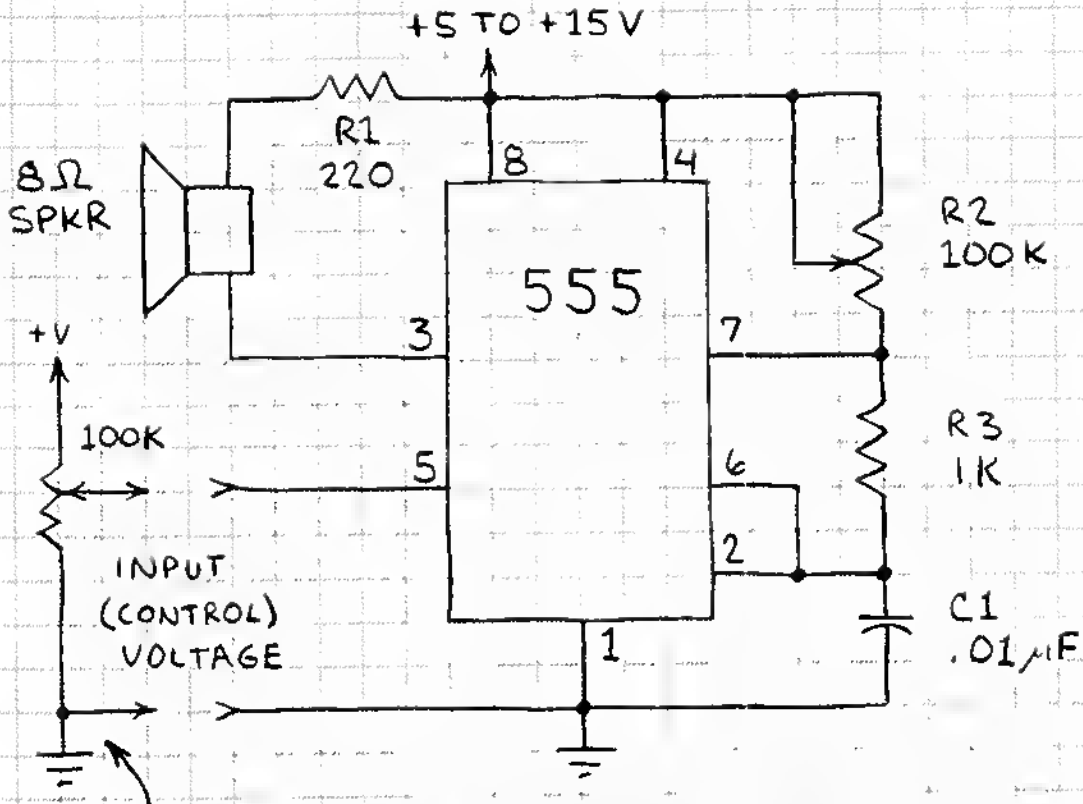 +5 TO +15 V
R1
220
8
4
8Ω
SPKR
R2
100K
555
+V
3
7
100K
R3
1K
5
6
2
INPUT
(CONTROL)
VOLTAGE
1
C1
.01μF